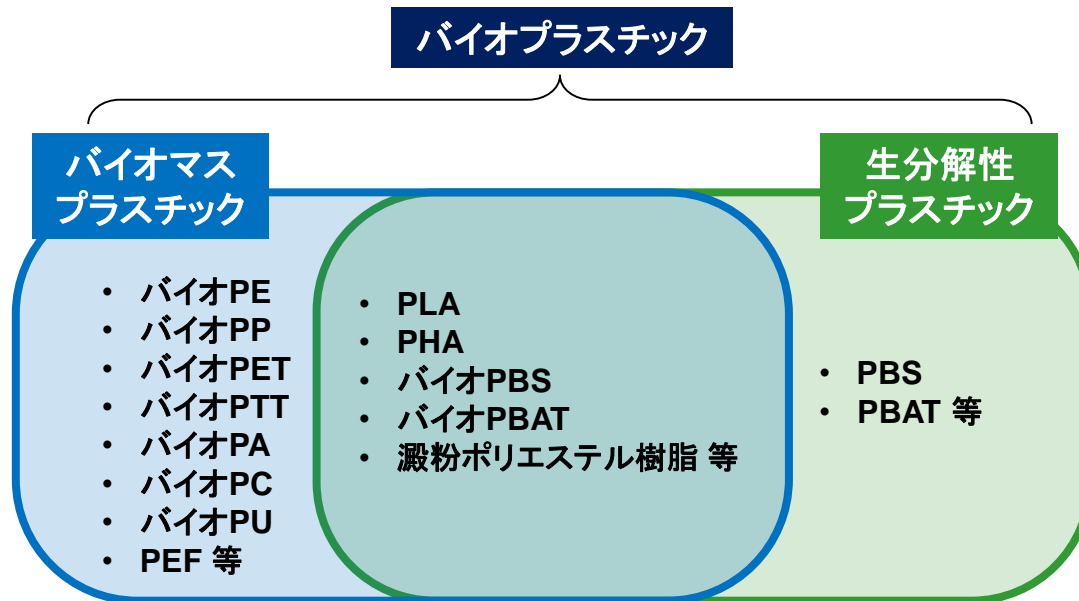 バイオプラスチック
バイオマス
プラスチック
生分解性
プラスチック
・ バイオPE
・ バイオPP
・ バイオPET
・ バイオPTT
・ バイオPA
・ バイオPC
・ バイオPU
・ PEF 等
・ PLA
・ PHA
・ バイオPBS
・ バイオPBAT
・ 澱粉ポリエステル樹脂 等
・ PBS
・ PBAT 等